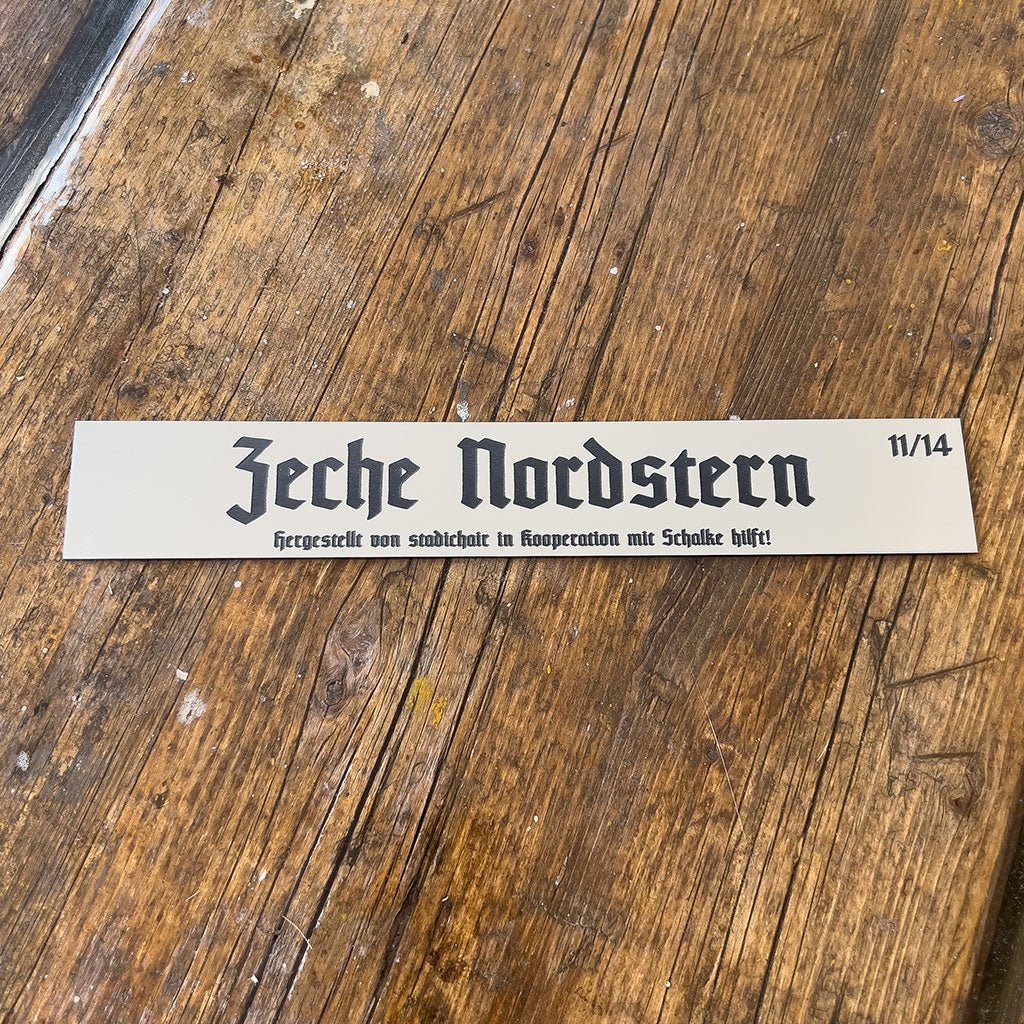 Zeche Nordstern
11/14
Hergestellt von stadichair in Kooperation mit Schalke hilft!